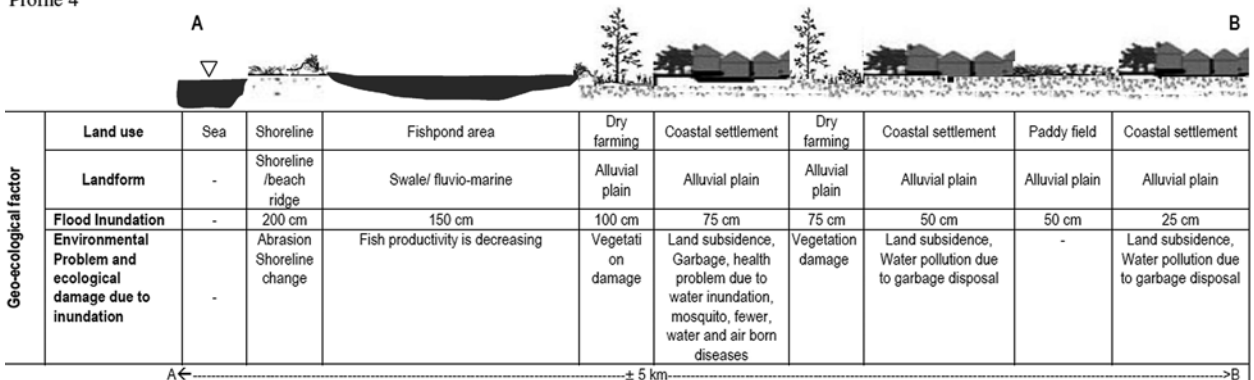 Profile 4
A
B
Geo-ecological factor
Land use
Sea
Shoreline
Fishpond area
Dry
farming
Coastal settlement
Dry
farming
Coastal settlement
Paddy field
Coastal settlement
Landform
-
Shoreline
/beach
ridge
Swale/ fluvio-marine
Alluvial
plain
Alluvial plain
Alluvial
plain
Alluvial plain
Alluvial plain
Alluvial plain
Flood Inundation
-
200 cm
150 cm
100 cm
75 cm
75 cm
50 cm
50 cm
25 cm
Environmental
Problem and
ecological
damage due to
inundation
-
Abrasion
Shoreline
change
Fish productivity is decreasing
Vegetati
on
damage
Land subsidence,
Garbage, health
problem due to
water inundation,
mosquito, fewer,
water and air born
diseases
Vegetation
damage
Land subsidence,
Water pollution due
to garbage disposal
-
Land subsidence,
Water pollution due
to garbage disposal
A<-----± 5 km----->B